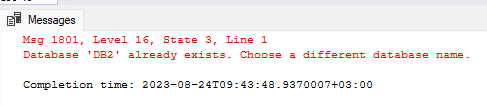 Messages
Msg 1801, Level 16, State 3, Line 1
Database 'DB2' already exists. Choose a different database name.
Completion time: 2023-08-24T09:43:48.9370007+03:00